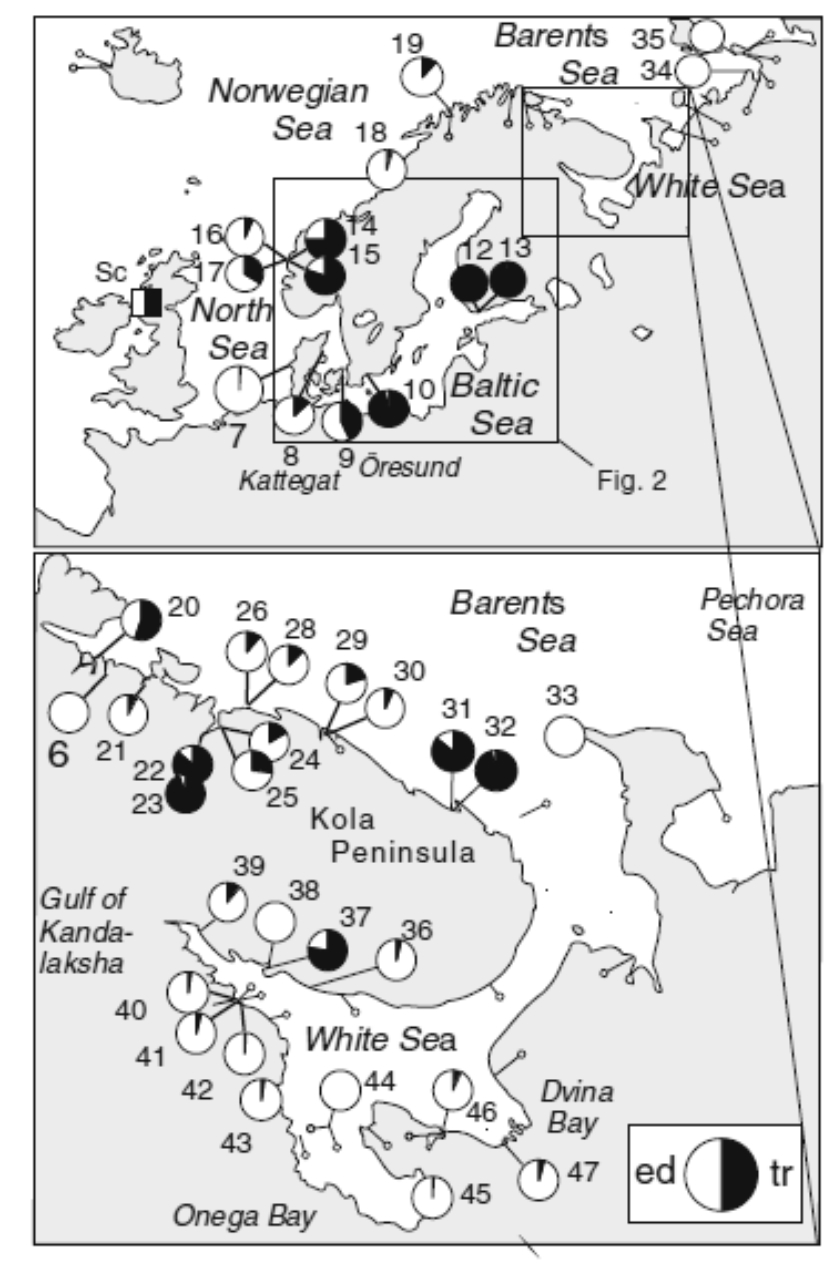 Barents
Sea
35
34
19
Norwegian
Sea
18
White Sea
16
14
15
17
12 13
Sc
North
Sea
10
Baltic
Sea
7
8
9
Öresund
Kattegat
Fig. 2
20
26
28
29
30
Barents
Sea
Pechora
Sea
31
32
33
6
21
22
23
24
25
Kola
Peninsula
39
38
37
36
Gulf of
Kanda-
laksha
40
41
42
43
White Sea
44
46
Dvina
Bay
47
45
Onega Bay
ed
tr